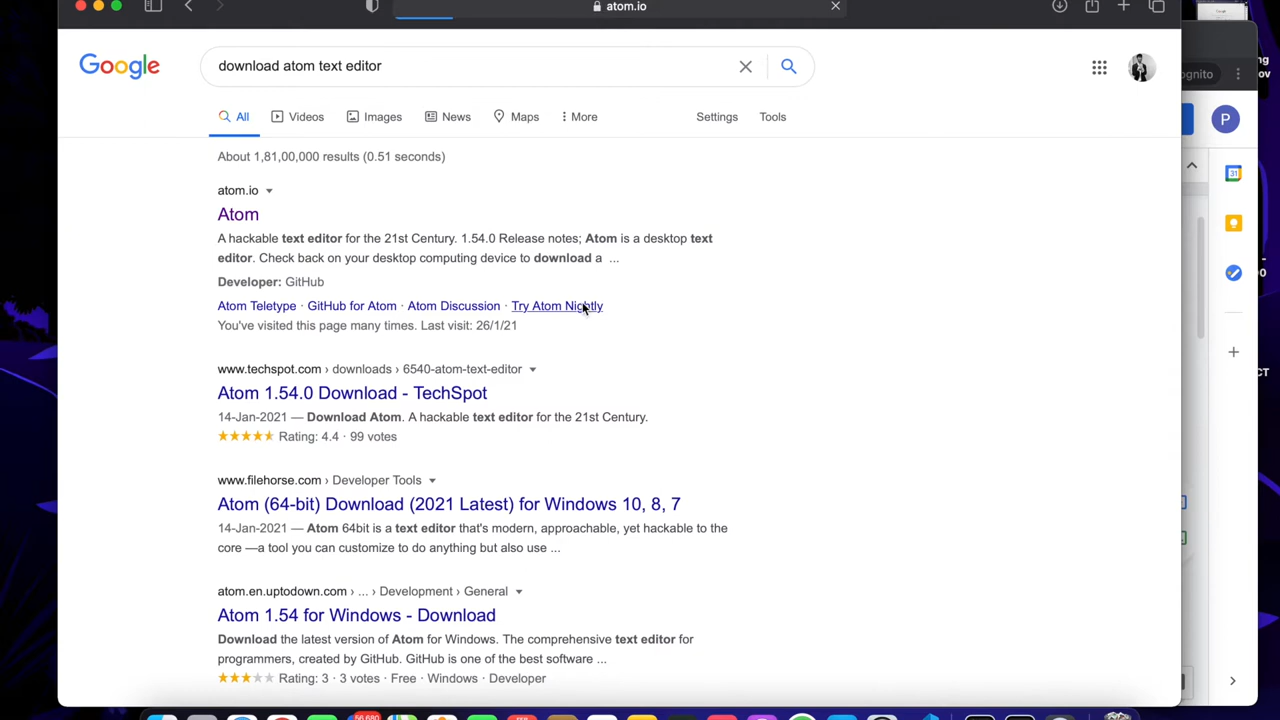 atom.io
Google
download atom text editor
All
Videos
Images
News
Maps
More
Settings
Tools
About 1,81,00,000 results (0.51 seconds)
atom.io
Atom
A hackable text editor for the 21st Century. 1.54.0 Release notes; Atom is a desktop text
editor. Check back on your desktop computing device to download a ...
Developer: GitHub
Atom Teletype · GitHub for Atom · Atom Discussion · Try Atom Nightly
You've visited this page many times. Last visit: 26/1/21
www.techspot.com › downloads › 6540-atom-text-editor
Atom 1.54.0 Download - TechSpot
14-Jan-2021 — Download Atom. A hackable text editor for the 21st Century.
Rating: 4.4 · 99 votes
www.filehorse.com › Developer Tools
Atom (64-bit) Download (2021 Latest) for Windows 10, 8, 7
14-Jan-2021 — Atom 64bit is a text editor that's modern, approachable, yet hackable to the
core —a tool you can customize to do anything but also use ...
atom.en.uptodown.com › ... › Development › General
Atom 1.54 for Windows - Download
Download the latest version of Atom for Windows. The comprehensive text editor for
programmers, created by GitHub. GitHub is one of the best software ...
Rating: 3 · 3 votes · Free · Windows · Developer
ognito
P
31
56,680